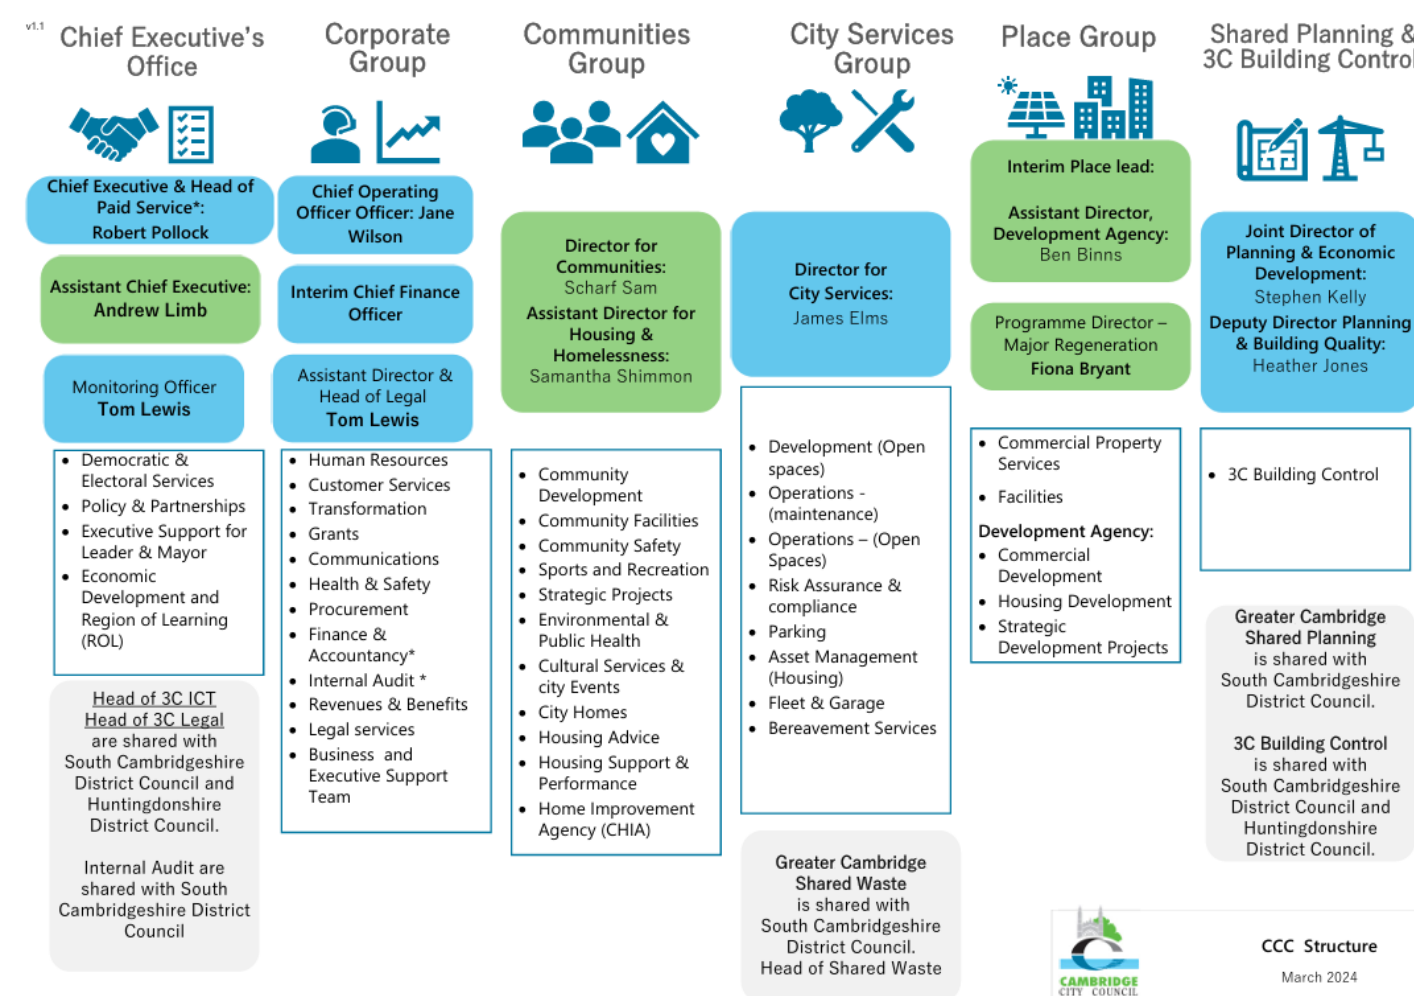 v1.1
Chief Executive's
Office
Chief Executive & Head of
Paid Service*:
Robert Pollock
Assistant Chief Executive:
Andrew Limb
Monitoring Officer
Tom Lewis
• Democratic &
Electoral Services
• Policy & Partnerships
• Executive Support for
Leader & Mayor
• Economic
Development and
Region of Learning
(ROL)
Head of 3C ICT
Head of 3C Legal
are shared with
South Cambridgeshire
District Council and
Huntingdonshire
District Council.
Internal Audit are
shared with South
Cambridgeshire District
Council
Corporate
Group
Chief Operating
Officer Officer: Jane
Wilson
Interim Chief Finance
Officer
Assistant Director &
Head of Legal
Tom Lewis
• Human Resources
• Customer Services
• Transformation
• Grants
• Communications
• Health & Safety
• Procurement
• Finance &
Accountancy*
• Internal Audit *
• Revenues & Benefits
• Legal services
• Business and
Executive Support
Team
Communities
Group
Director for
Communities:
Scharf Sam
Assistant Director for
Housing &
Homelessness:
Samantha Shimmon
• Community
Development
• Community Facilities
• Community Safety
• Sports and Recreation
• Strategic Projects
• Environmental &
Public Health
• Cultural Services &
city Events
• City Homes
• Housing Advice
• Housing Support &
Performance
• Home Improvement
Agency (CHIA)
City Services
Group
Director for
City Services:
James Elms
• Development (Open
spaces)
• Operations -
(maintenance)
• Operations – (Open
Spaces)
• Risk Assurance &
compliance
• Parking
• Asset Management
(Housing)
• Fleet & Garage
• Bereavement Services
Greater Cambridge
Shared Waste
is shared with
South Cambridgeshire
District Council.
Head of Shared Waste
Place Group
Interim Place lead:
Assistant Director,
Development Agency:
Ben Binns
Programme Director –
Major Regeneration
Fiona Bryant
• Commercial Property
Services
• Facilities
Development Agency:
• Commercial
Development
• Housing Development
• Strategic
Development Projects
Shared Planning &
3C Building Control
Joint Director of
Planning & Economic
Development:
Stephen Kelly
Deputy Director Planning
& Building Quality:
Heather Jones
• 3C Building Control
Greater Cambridge
Shared Planning
is shared with
South Cambridgeshire
District Council.
3C Building Control
is shared with
South Cambridgeshire
District Council and
Huntingdonshire
District Council.
CAMBRIDGE
CITY COUNCIL
CCC Structure
March 2024